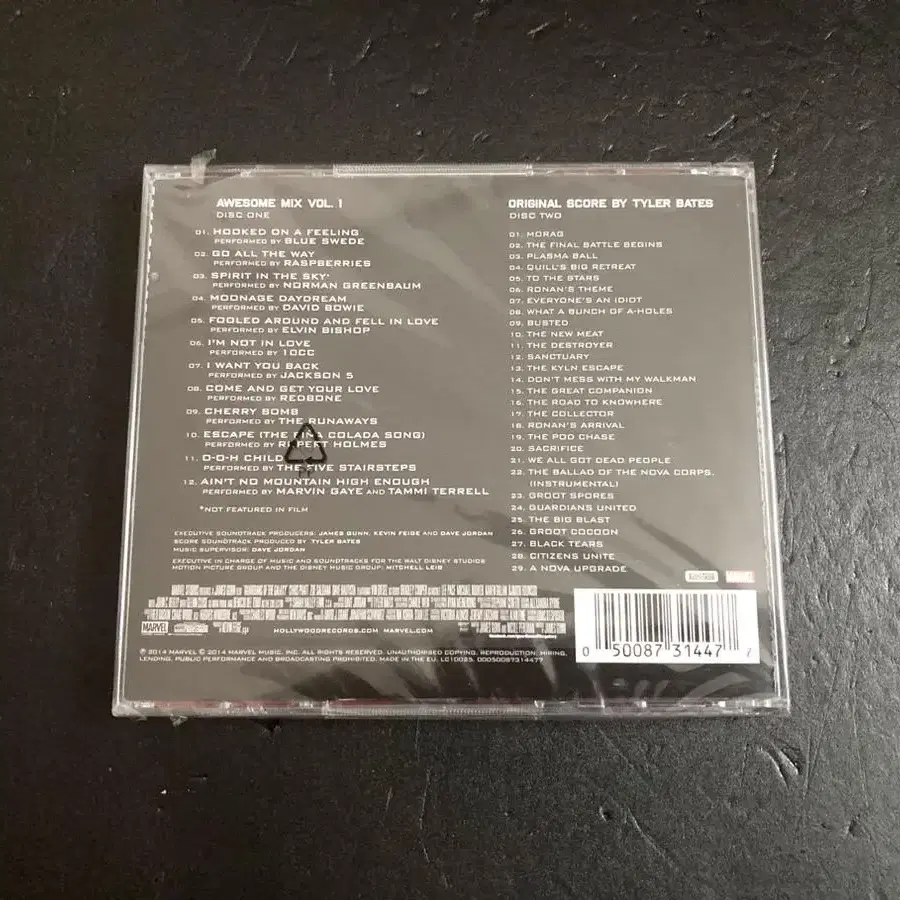 AWESOME MIX VOL. 1
DISC ONE
01. HOOKED ON A FEELING
PERFORMED BY BLUE SWEDE
02. GO ALL THE WAY
PERFORMED BY RASPBERRIES
03. SPIRIT IN THE SKY*
PERFORMED BY NORMAN GREENBAUM
04. MOONAGE DAYDREAM
PERFORMED BY DAVID BOWIE
05. FOOLED AROUND AND FELL IN LOVE
PERFORMED BY ELVIN BISHOP
06. I'M NOT IN LOVE
PERFORMED BY 10CC
07. I WANT YOU BACK
PERFORMED BY JACKSON 5
08. COME AND GET YOUR LOVE
PERFORMED BY REDBONE
09. CHERRY BOMB
PERFORMED BY THE RUNAWAYS
10. ESCAPE (THE PIÑA COLADA SONG)
PERFORMED BY RUPERT HOLMES
11. O-O-H CHILD
PERFORMED BY THE FIVE STAIRSTEPS
12. AIN'T NO MOUNTAIN HIGH ENOUGH
PERFORMED BY MARVIN GAYE AND TAMMI TERRELL
*NOT FEATURED IN FILM
EXECUTIVE SOUNDTRACK PRODUCERS: JAMES GUNN, KEVIN FEIGE AND DAVE JORDAN
SCORE SOUNDTRACK PRODUCED BY TYLER BATES
MUSIC SUPERVISOR: DAVE JORDAN
EXECUTIVE IN CHARGE OF MUSIC AND SOUNDTRACKS FOR THE WALT DISNEY STUDIOS
MOTION PICTURE GROUP AND THE DISNEY MUSIC GROUP: MITCHELL LEIB
ORIGINAL SCORE BY TYLER BATES
DISC TWO
01. MORAG
02. THE FINAL BATTLE BEGINS
03. PLASMA BALL
04. QUILL'S BIG RETREAT
05. TO THE STARS
06. RONAN'S THEME
07. EVERYONE'S AN IDIOT
08. WHAT A BUNCH OF A-HOLES
09. BUSTED
10. THE NEW MEAT
11. THE DESTROYER
12. SANCTUARY
13. THE KYLN ESCAPE
14. DON'T MESS WITH MY WALKMAN
15. THE GREAT COMPANION
16. THE ROAD TO KNOWHERE
17. THE COLLECTOR
18. RONAN'S ARRIVAL
19. THE POD CHASE
20. SACRIFICE
21. WE ALL GOT DEAD PEOPLE
22. THE BALLAD OF THE NOVA CORPS.
(INSTRUMENTAL)
23. GROOT SPORES
24. GUARDIANS UNITED
25. THE BIG BLAST
26. GROOT COCOON
27. BLACK TEARS
28. CITIZENS UNITE
29. A NOVA UPGRADE
MARVEL
HOLLYWOODRECORDS.COM MARVEL.COM
℗ 2014 MARVEL © 2014 MARVEL MUSIC, INC. ALL RIGHTS RESERVED. UNAUTHORISED COPYING, REPRODUCTION, HIRING,
LENDING, PUBLIC PERFORMANCE AND BROADCASTING PROHIBITED. MADE IN THE EU. LC10025. 00050087314477
0 50087 31447 7